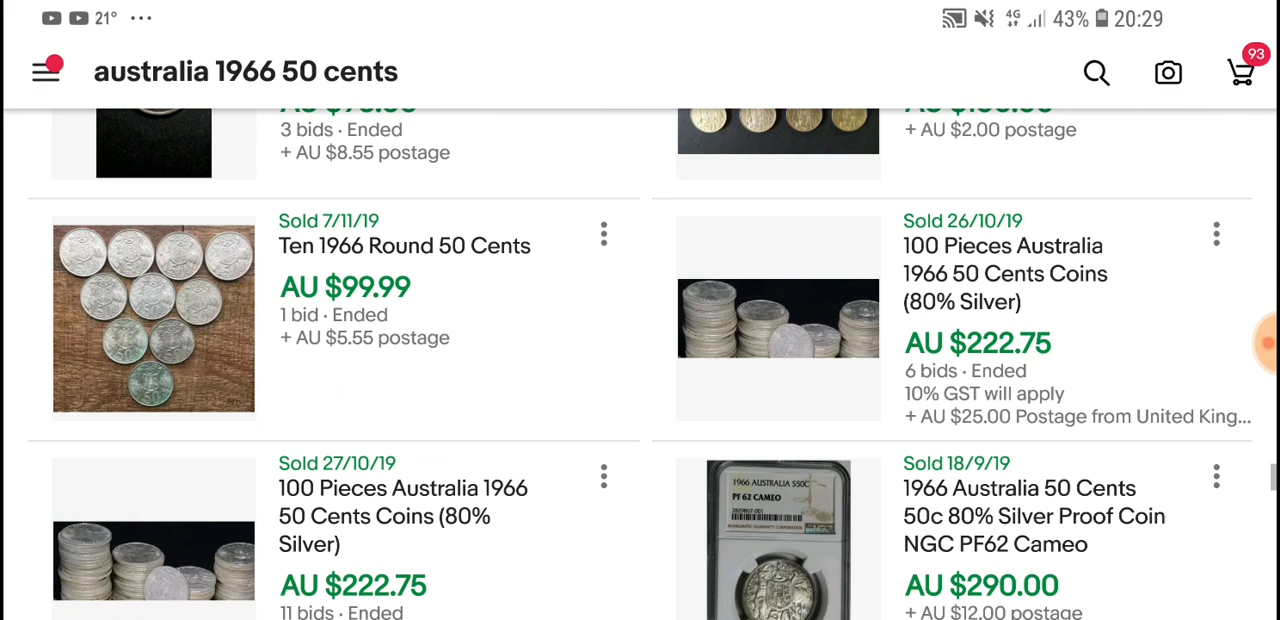 21°
4G
43%
20:29
australia 1966 50 cents
93
3 bids · Ended
+ AU $8.55 postage
+ AU $2.00 postage
Sold 7/11/19
Ten 1966 Round 50 Cents
AU $99.99
1 bid · Ended
+ AU $5.55 postage
Sold 26/10/19
100 Pieces Australia
1966 50 Cents Coins
(80% Silver)
AU $222.75
6 bids · Ended
10% GST will apply
+ AU $25.00 Postage from United King...
Sold 27/10/19
100 Pieces Australia 1966
50 Cents Coins (80%
Silver)
AU $222.75
11 bids · Ended
1966 AUSTRALIA S50C
PF 62 CAMEO
Sold 18/9/19
1966 Australia 50 Cents
50c 80% Silver Proof Coin
NGC PF62 Cameo
AU $290.00
+ AU $12.00 postage